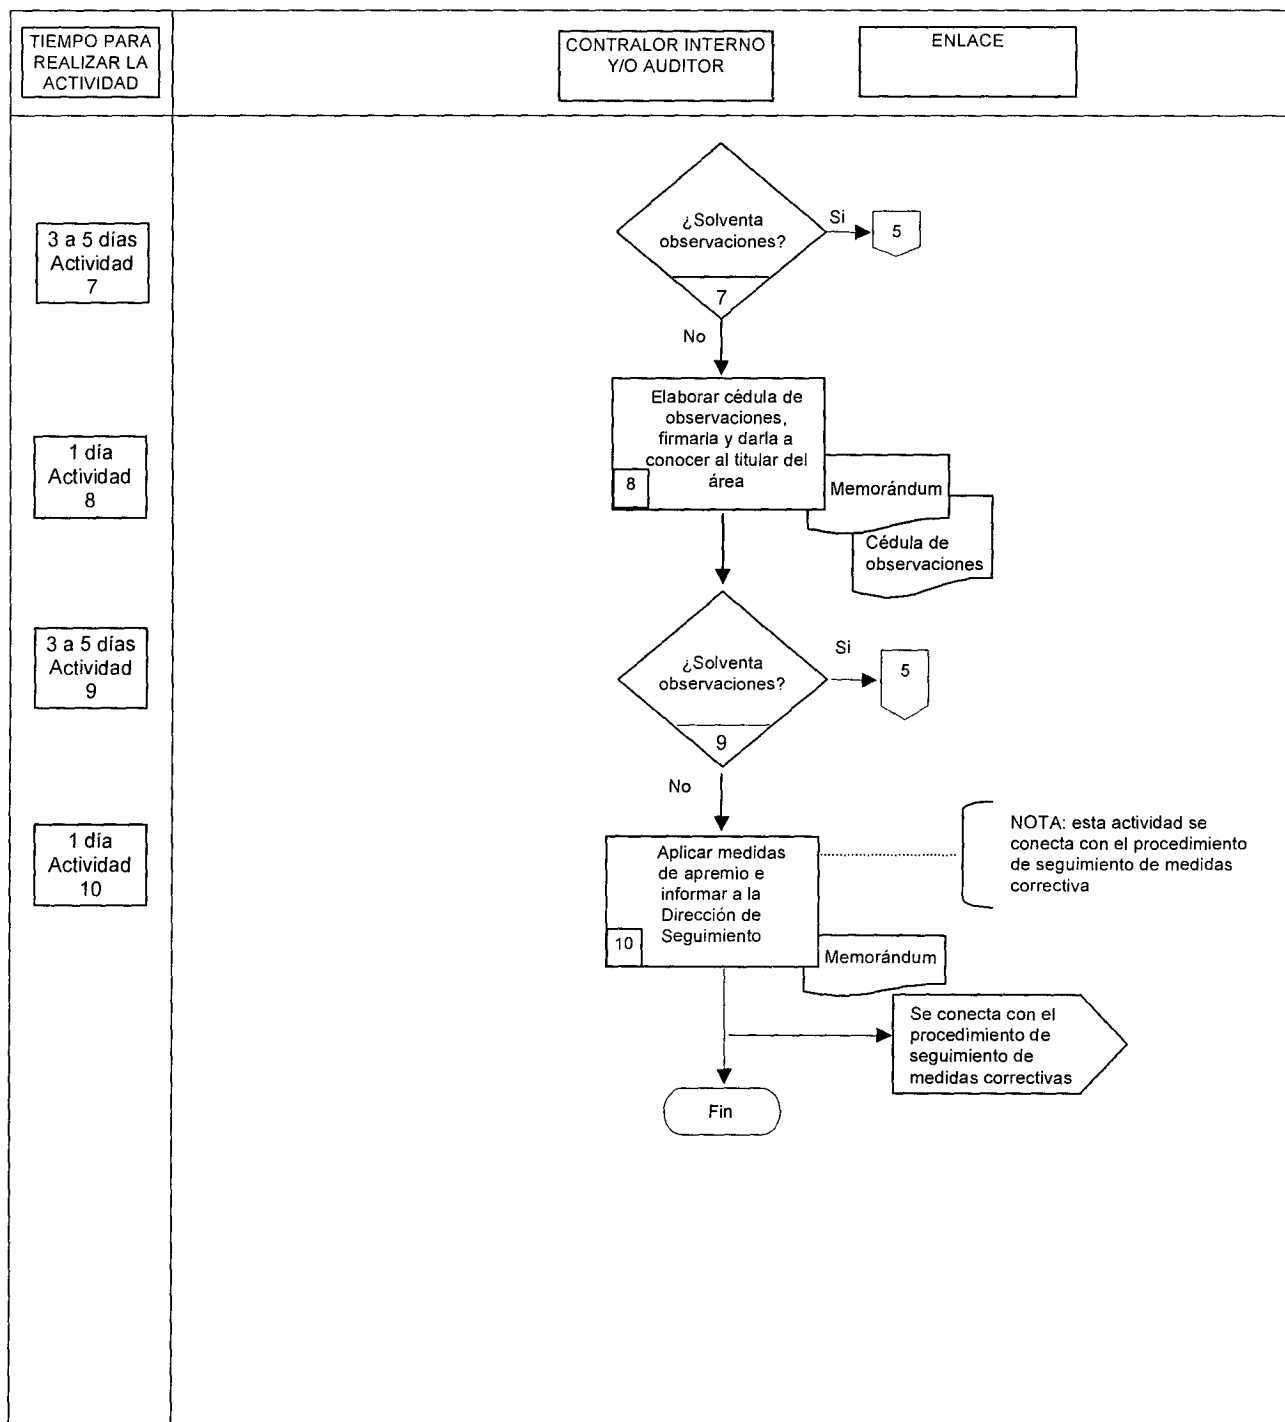 TIEMPO PARA
REALIZAR LA
ACTIVIDAD
CONTRALOR INTERNO
Y/O AUDITOR
ENLACE
3 a 5 días
Actividad
7
¿Solventa
observaciones?
7
Si
5
No
1 día
Actividad
8
Elaborar cédula de
observaciones,
firmarla y darla a
conocer al titular del
área
8
Memorándum
Cédula de
observaciones
3 a 5 días
Actividad
9
¿Solventa
observaciones?
9
Si
5
No
1 día
Actividad
10
Aplicar medidas
de apremio e
informar a la
Dirección de
Seguimiento
10
Memorándum
NOTA: esta actividad se
conecta con el procedimiento
de seguimiento de medidas
correctiva
Se conecta con el
procedimiento de
seguimiento de
medidas correctivas
Fin